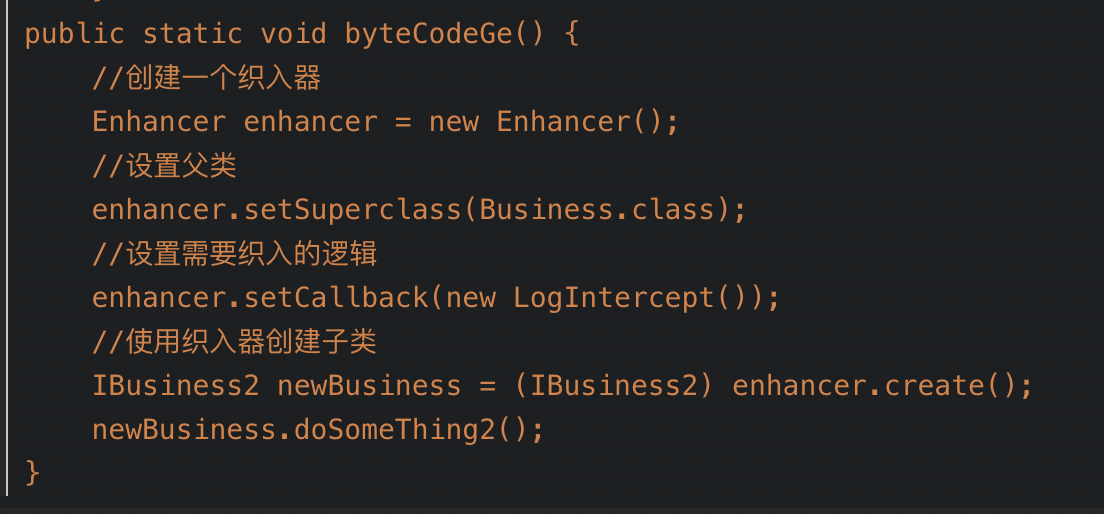 public static void byteCodeGe() {
//创建一个织入器
Enhancer enhancer = new Enhancer();
//设置父类
enhancer.setSuperclass(Business.class);
//设置需要织入的逻辑
enhancer.setCallback(new LogIntercept());
//使用织入器创建子类
IBusiness2 newBusiness = (IBusiness2) enhancer.create();
newBusiness.doSomeThing2();
}